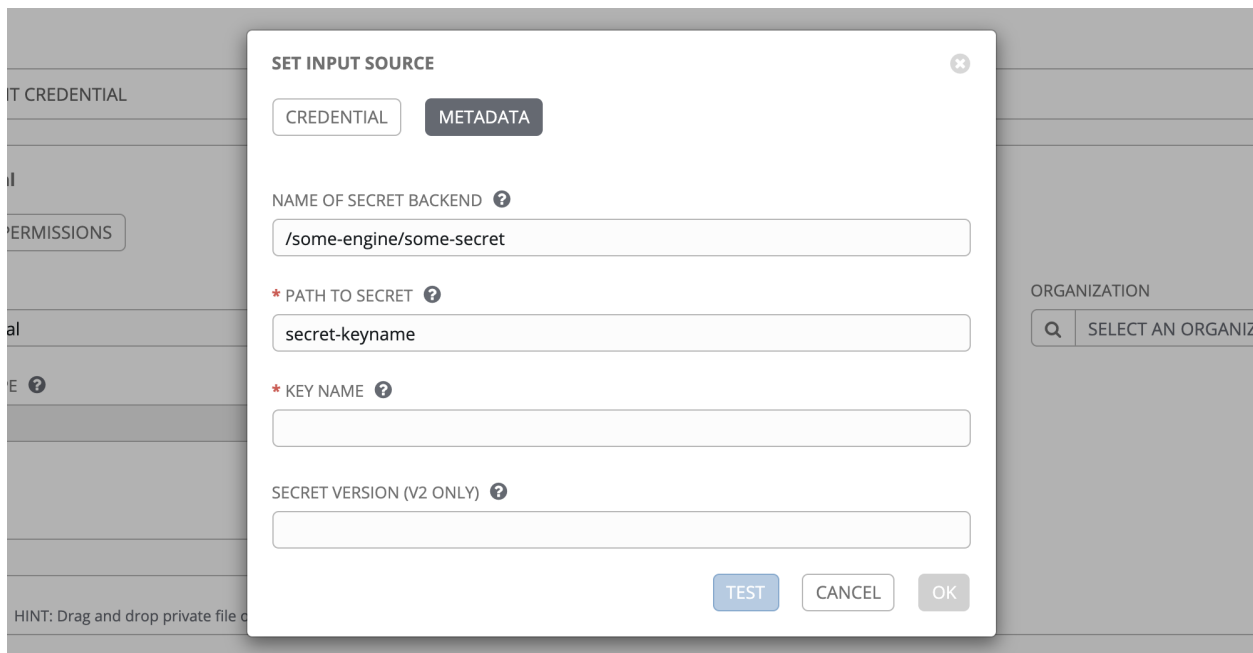 SET INPUT SOURCE
CREDENTIAL METADATA
NAME OF SECRET BACKEND
/some-engine/some-secret
* PATH TO SECRET
secret-keyname
* KEY NAME
SECRET VERSION (V2 ONLY)
TEST CANCEL OK
T CREDENTIAL
PERMISSIONS
al
PE
HINT: Drag and drop private file
ORGANIZATION
SELECT AN ORGANIZ